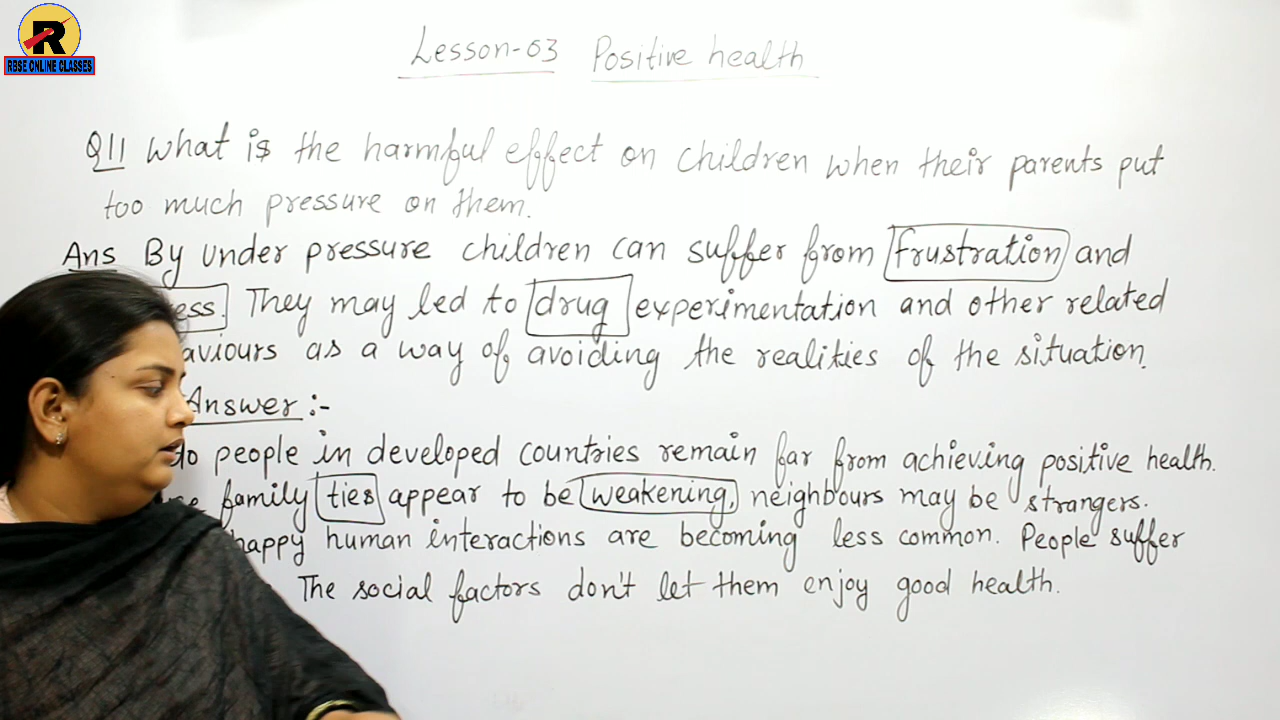 R
RBSE ONLINE CLASSES
Lesson-03 Positive health
Q11 What is the harmful effect on children when their parents put
too much pressure on them.
Ans By under pressure children can suffer from frustration and
ess. They may led to drug experimentation and other related
aviours as a way of avoiding the realities of the situation.
Answer :-
do people in developed countries remain far from achieving positive health.
family ties appear to be weakening, neighbours may be strangers.
happy human interactions are becoming less common. People suffer
The social factors don't let them enjoy good health.